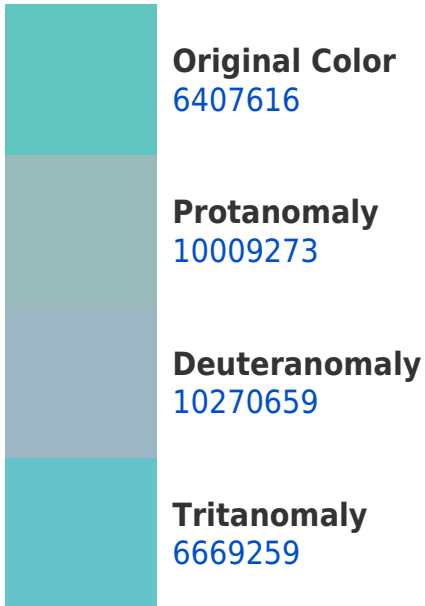 Original Color
6407616
Protanomaly
10009273
Deuteranomaly
10270659
Tritanomaly
6669259